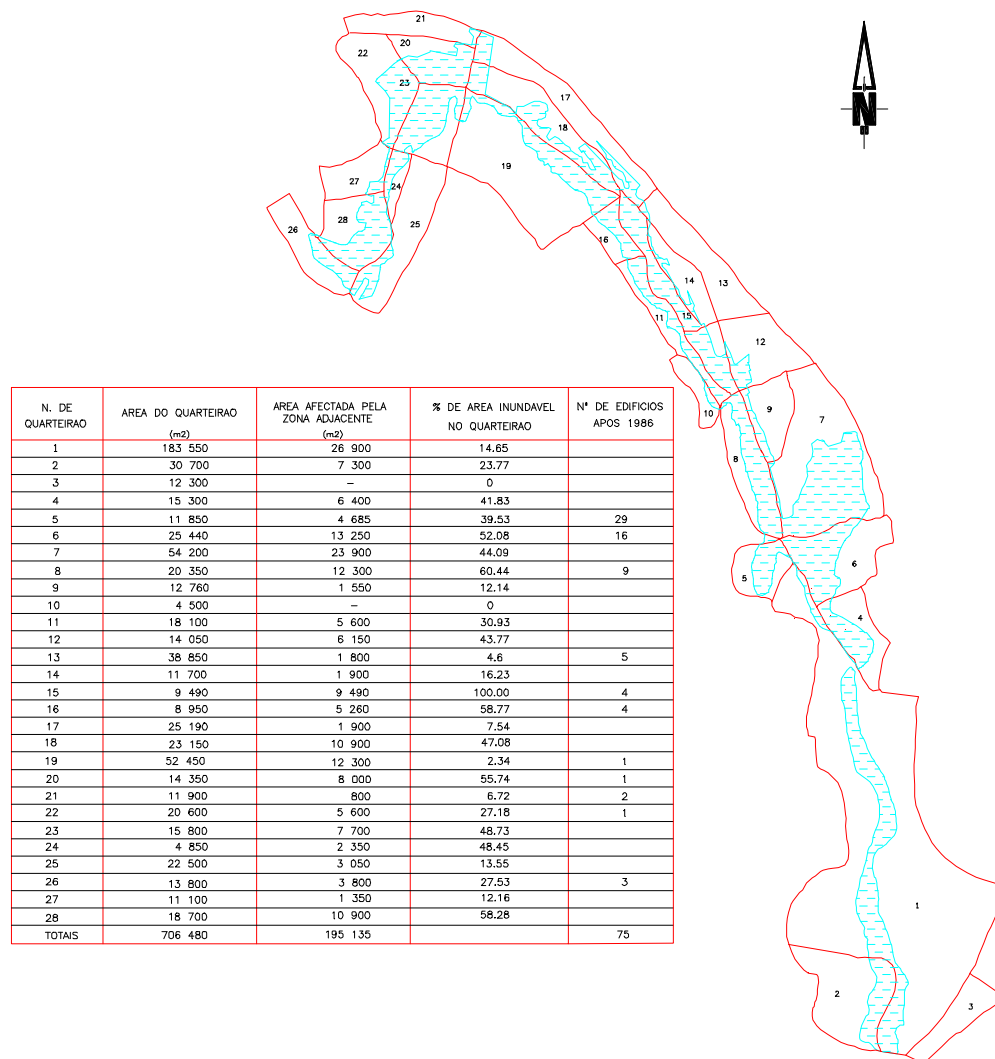 21
20
22
23
17
18
19
27
24
28
25
26
16
14
13
11
15
12
10
9
7
8
6
5
4
1
2
3
N
N. DE QUARTEIRAO | AREA DO QUARTEIRAO (m2) | AREA AFECTADA PELA ZONA ADJACENTE (m2) | % DE AREA INUNDAVEL NO QUARTEIRAO | Nº DE EDIFICIOS APOS 1986
1 183 550 26 900 14.65
2 30 700 7 300 23.77
3 12 300 – 0
4 15 300 6 400 41.83
5 11 850 4 685 39.53 29
6 25 440 13 250 52.08 16
7 54 200 23 900 44.09
8 20 350 12 300 60.44 9
9 12 760 1 550 12.14
10 4 500 – 0
11 18 100 5 600 30.93
12 14 050 6 150 43.77
13 38 850 1 800 4.6 5
14 11 700 1 900 16.23
15 9 490 9 490 100.00 4
16 8 950 5 260 58.77 4
17 25 190 1 900 7.54
18 23 150 10 900 47.08
19 52 450 12 300 2.34 1
20 14 350 8 000 55.74 1
21 11 900 800 6.72 2
22 20 600 5 600 27.18 1
23 15 800 7 700 48.73
24 4 850 2 350 48.45
25 22 500 3 050 13.55
26 13 800 3 800 27.53 3
27 11 100 1 350 12.16
28 18 700 10 900 58.28
TOTAIS 706 480 195 135 75